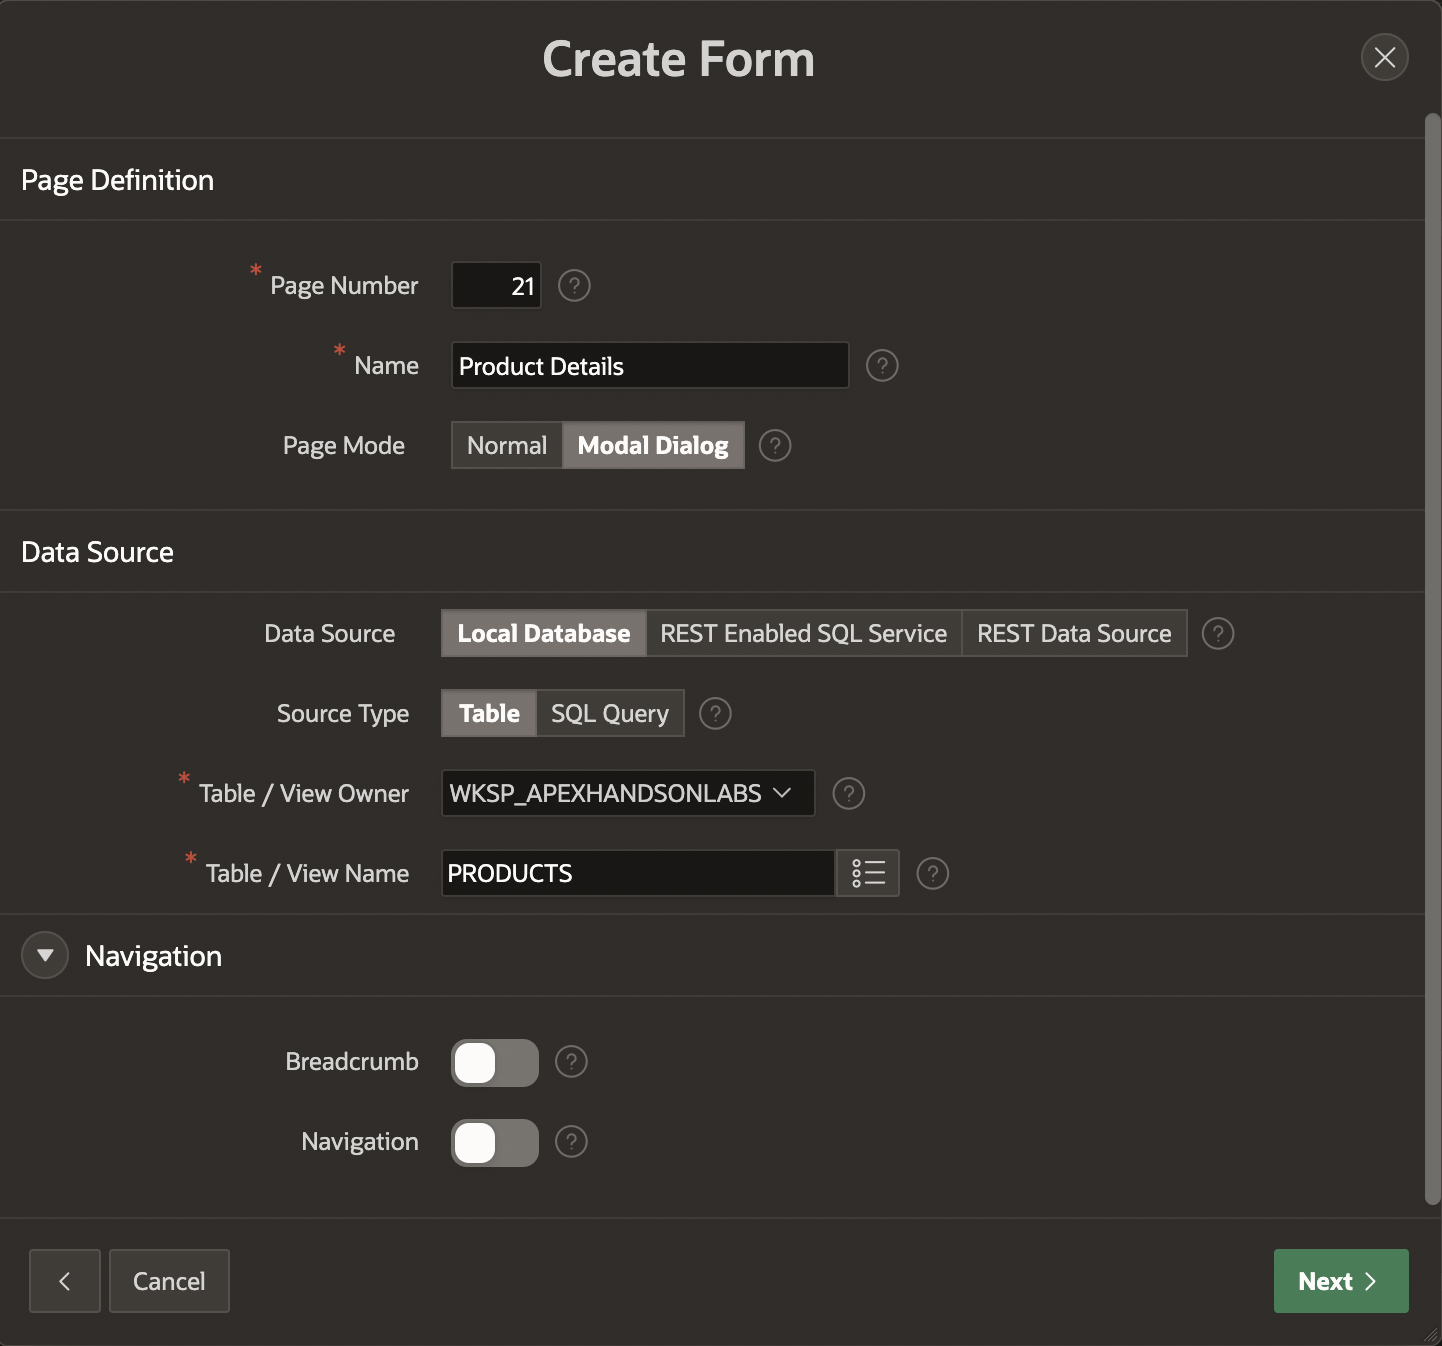 Create Form
Page Definition
* Page Number 21 ?
* Name Product Details ?
Page Mode Normal Modal Dialog ?
Data Source
Data Source Local Database REST Enabled SQL Service REST Data Source ?
Source Type Table SQL Query ?
* Table / View Owner WKSP_APEXHANDSONLABS ?
* Table / View Name PRODUCTS ?
Navigation
Breadcrumb ?
Navigation ?
Cancel Next